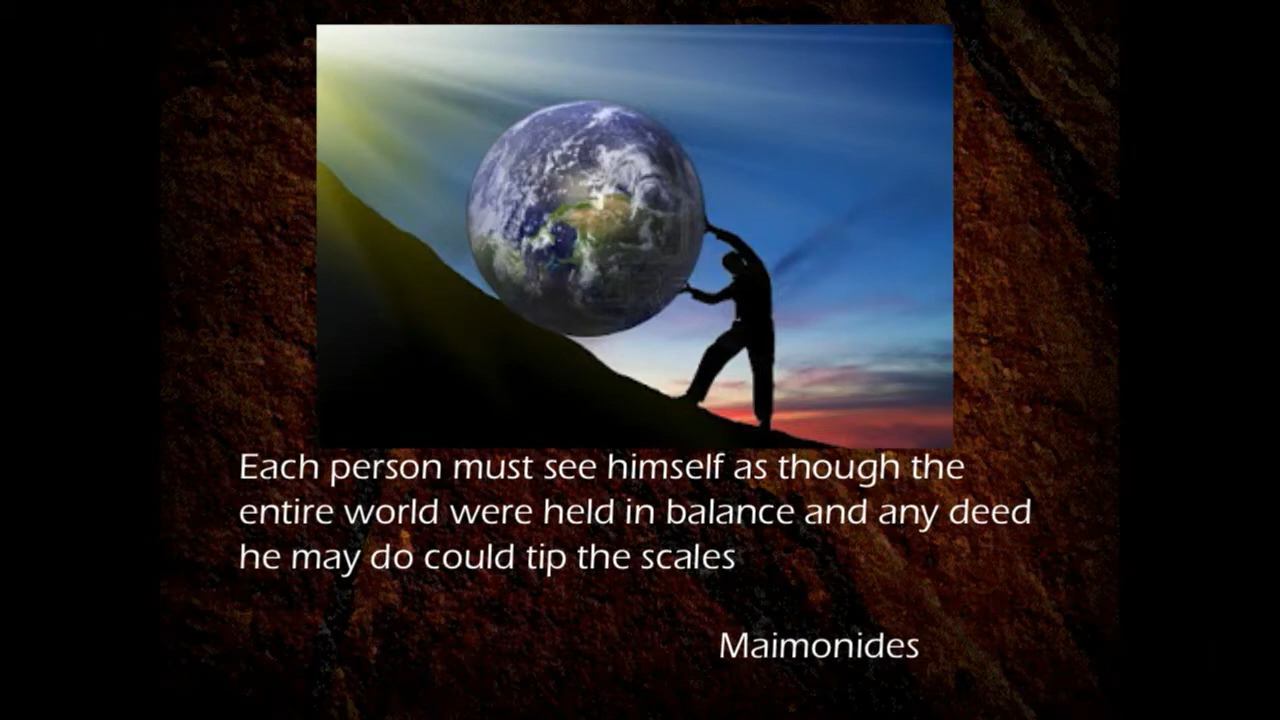 Each person must see himself as though the
entire world were held in balance and any deed
he may do could tip the scales
Maimonides